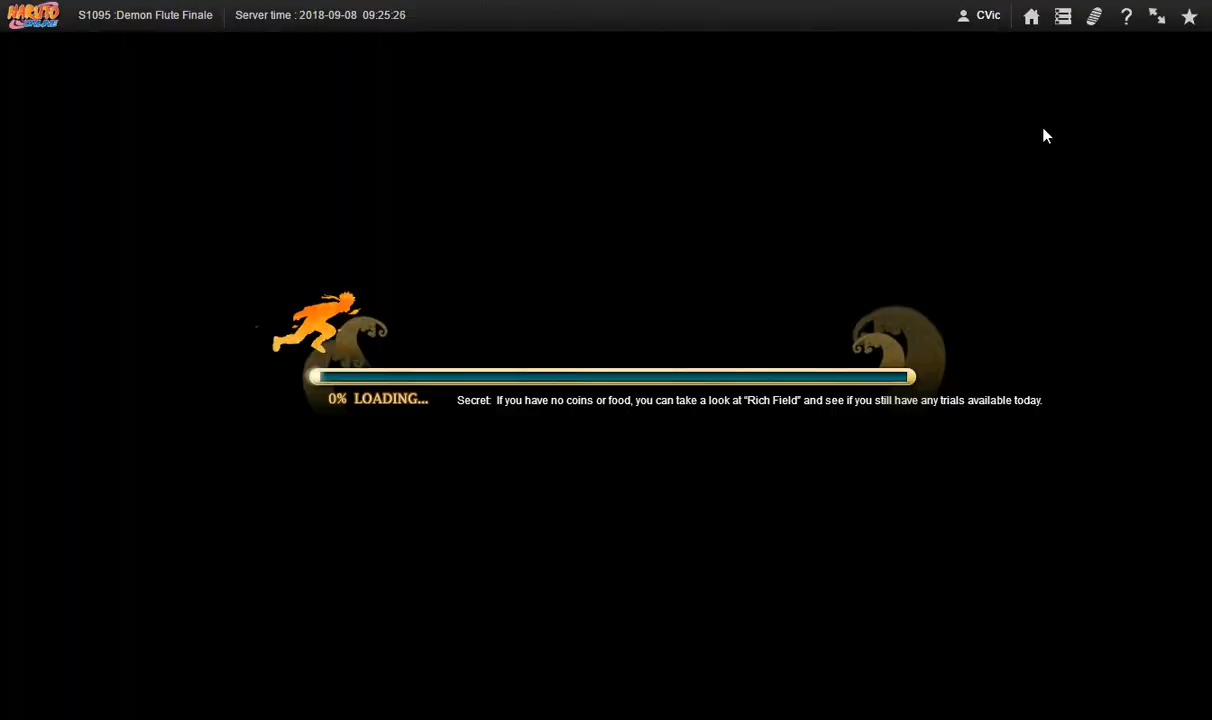 NARUTO ONLINE S1095 :Demon Flute Finale Server time : 2018-09-08 09:25:26 CVic
0% LOADING... Secret: If you have no coins or food, you can take a look at “Rich Field” and see if you still have any trials available today.